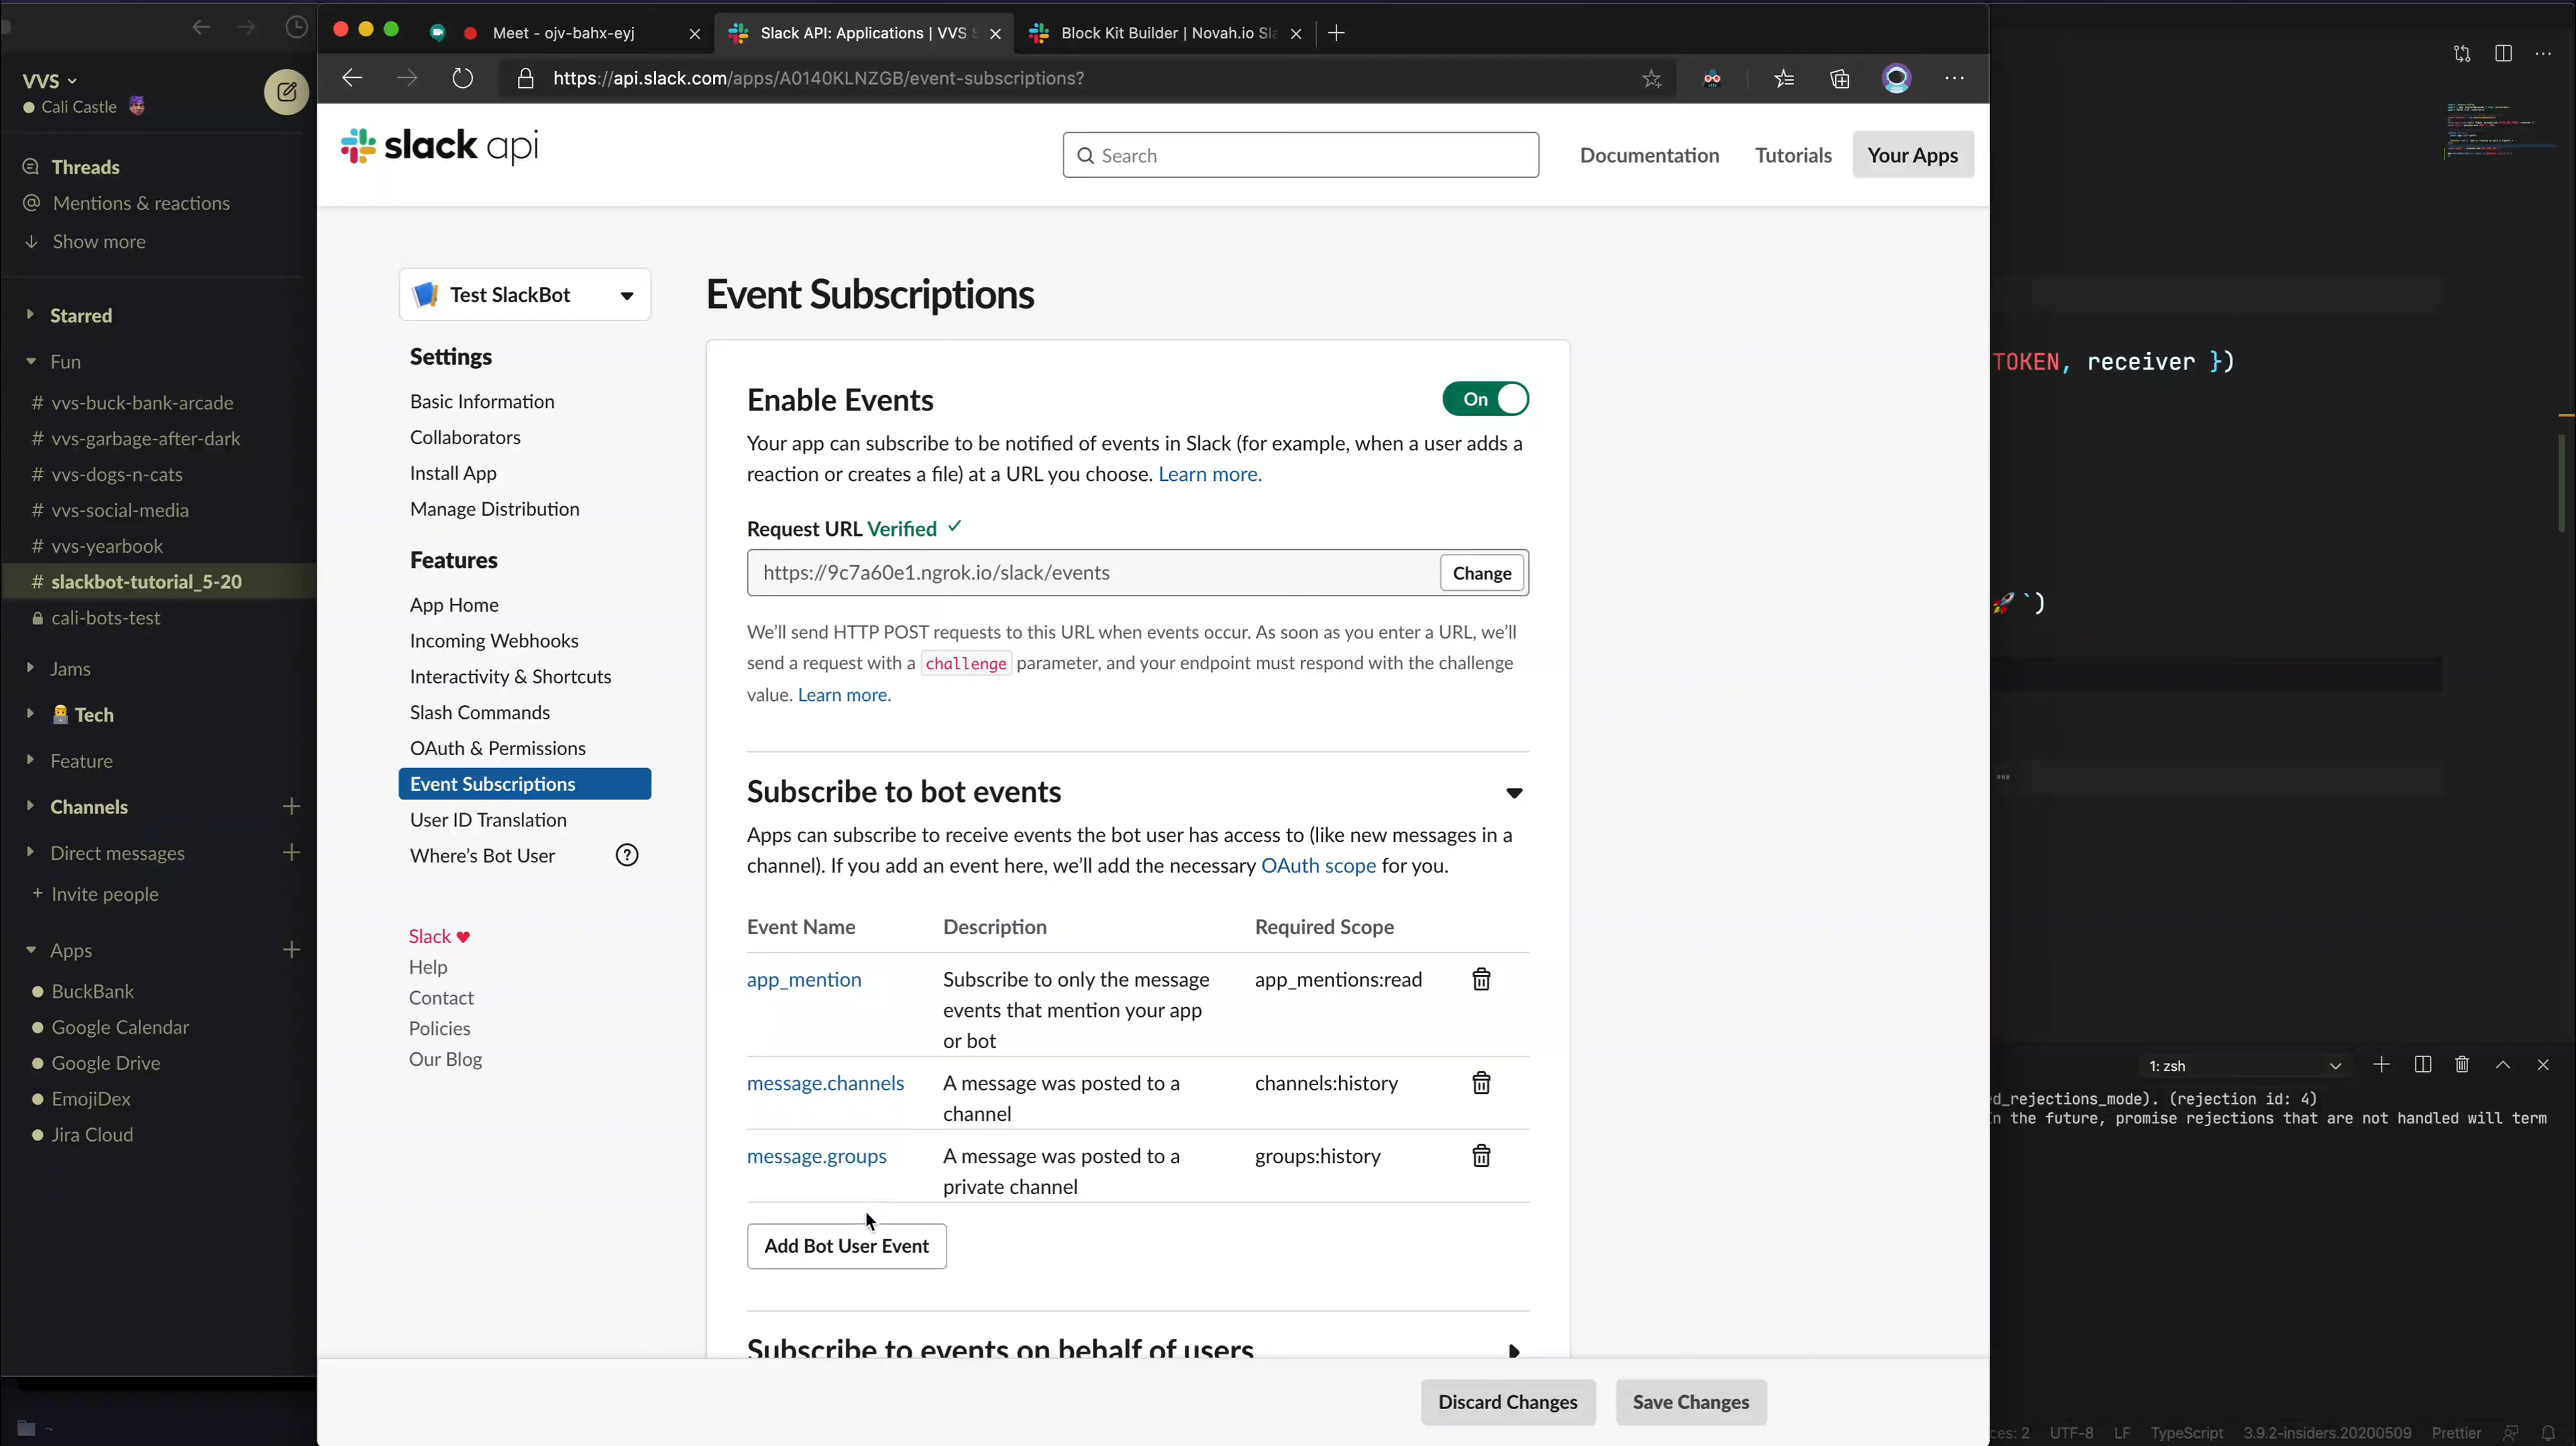 Meet - ojv-bahx-eyj
Slack API: Applications | VVS S
Block Kit Builder | Novah.io Sla
https://api.slack.com/apps/A0140KLNZGB/event-subscriptions?
VVS
Cali Castle
Threads
Mentions & reactions
Show more
Starred
Fun
# vvs-buck-bank-arcade
# vvs-garbage-after-dark
# vvs-dogs-n-cats
# vvs-social-media
# vvs-yearbook
# slackbot-tutorial_5-20
cali-bots-test
Jams
Tech
Feature
Channels +
Direct messages +
+ Invite people
Apps +
BuckBank
Google Calendar
Google Drive
EmojiDex
Jira Cloud
~
slack api
Search
Documentation
Tutorials
Your Apps
Test SlackBot
Settings
Basic Information
Collaborators
Install App
Manage Distribution
Features
App Home
Incoming Webhooks
Interactivity & Shortcuts
Slash Commands
OAuth & Permissions
Event Subscriptions
User ID Translation
Where's Bot User ?
Slack ♥
Help
Contact
Policies
Our Blog
Event Subscriptions
Enable Events
On
Your app can subscribe to be notified of events in Slack (for example, when a user adds a
reaction or creates a file) at a URL you choose. Learn more.
Request URL Verified ✓
https://9c7a60e1.ngrok.io/slack/events
Change
We'll send HTTP POST requests to this URL when events occur. As soon as you enter a URL, we'll
send a request with a challenge parameter, and your endpoint must respond with the challenge
value. Learn more.
Subscribe to bot events
Apps can subscribe to receive events the bot user has access to (like new messages in a
channel). If you add an event here, we'll add the necessary OAuth scope for you.
Event Name Description Required Scope
app_mention Subscribe to only the message app_mentions:read
events that mention your app
or bot
message.channels A message was posted to a channels:history
channel
message.groups A message was posted to a groups:history
private channel
Add Bot User Event
Subscribe to events on behalf of users
Discard Changes
Save Changes
TOKEN, receiver })
🚀`)
1: zsh
ed_rejections_mode). (rejection id: 4)
In the future, promise rejections that are not handled will term
ces: 2 UTF-8 LF TypeScript 3.9.2-insiders.20200509 Prettier